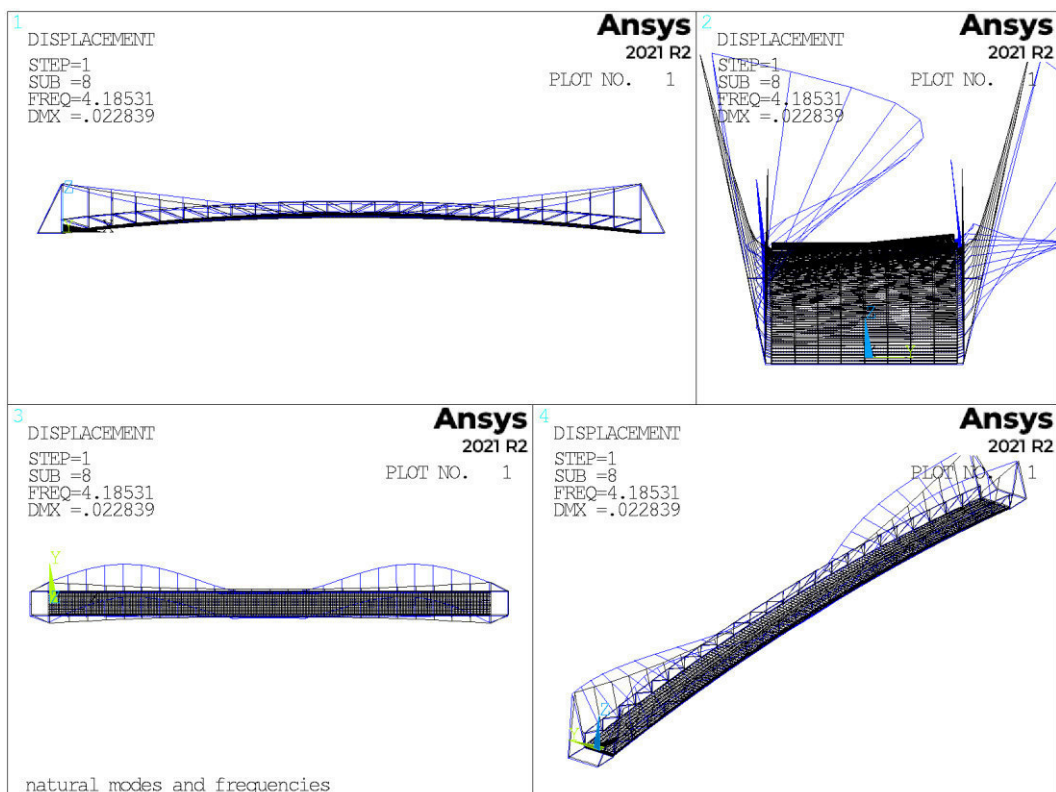 1
Ansys
2021 R2
DISPLACEMENT
STEP=1
SUB =8
FREQ=4.18531
DMX =.022839
PLOT NO. 1
Z
X
2
Ansys
2021 R2
DISPLACEMENT
STEP=1
SUB =8
FREQ=4.18531
DMX =.022839
PLOT NO. 1
Z
Y
3
Ansys
2021 R2
DISPLACEMENT
STEP=1
SUB =8
FREQ=4.18531
DMX =.022839
PLOT NO. 1
Y
natural modes and frequencies
4
Ansys
2021 R2
DISPLACEMENT
STEP=1
SUB =8
FREQ=4.18531
DMX =.022839
PLOT NO. 1
Z
Y